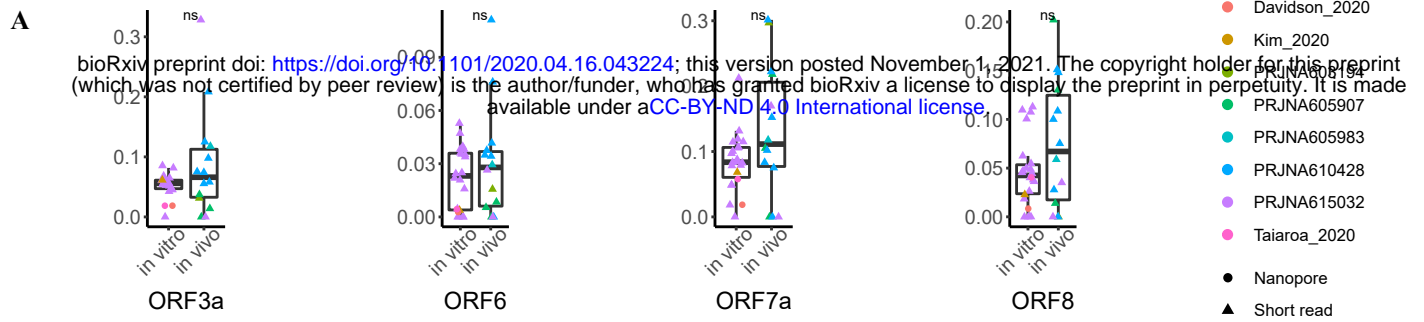 A
ns
ns
ns
ns
0.3
0.2
0.1
0.0
0.09
0.06
0.03
0.00
0.3
0.2
0.1
0.0
0.20
0.15
0.10
0.05
0.00
bioRxiv preprint doi: https://doi.org/10.1101/2020.04.16.043224; this version posted November 1, 2021. The copyright holder for this preprint
(which was not certified by peer review) is the author/funder, who has granted bioRxiv a license to display the preprint in perpetuity. It is made
available under aCC-BY-ND 4.0 International license.
in vitro
in vivo
in vitro
in vivo
in vitro
in vivo
in vitro
in vivo
ORF3a
ORF6
ORF7a
ORF8
Davidson_2020
Kim_2020
PRJNA608194
PRJNA605907
PRJNA605983
PRJNA610428
PRJNA615032
Taiaroa_2020
Nanopore
Short read